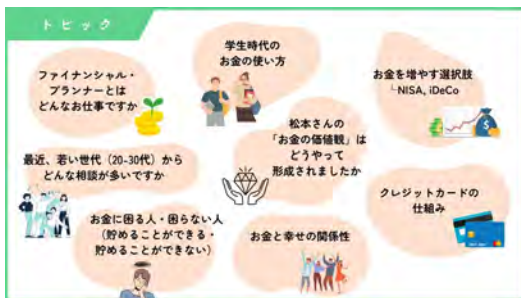 トピック
学生時代の
お金の使い方
ファイナンシャル・
プランナーとは
どんなお仕事ですか
お金を増やす選択肢
└NISA, iDeCo
松本さんの
「お金の価値観」は
どうやって
形成されましたか
最近、若い世代（20-30代）から
どんな相談が多いですか
クレジットカードの
仕組み
お金に困る人・困らない人
（貯めることができる・
貯めることができない）
お金と幸せの関係性